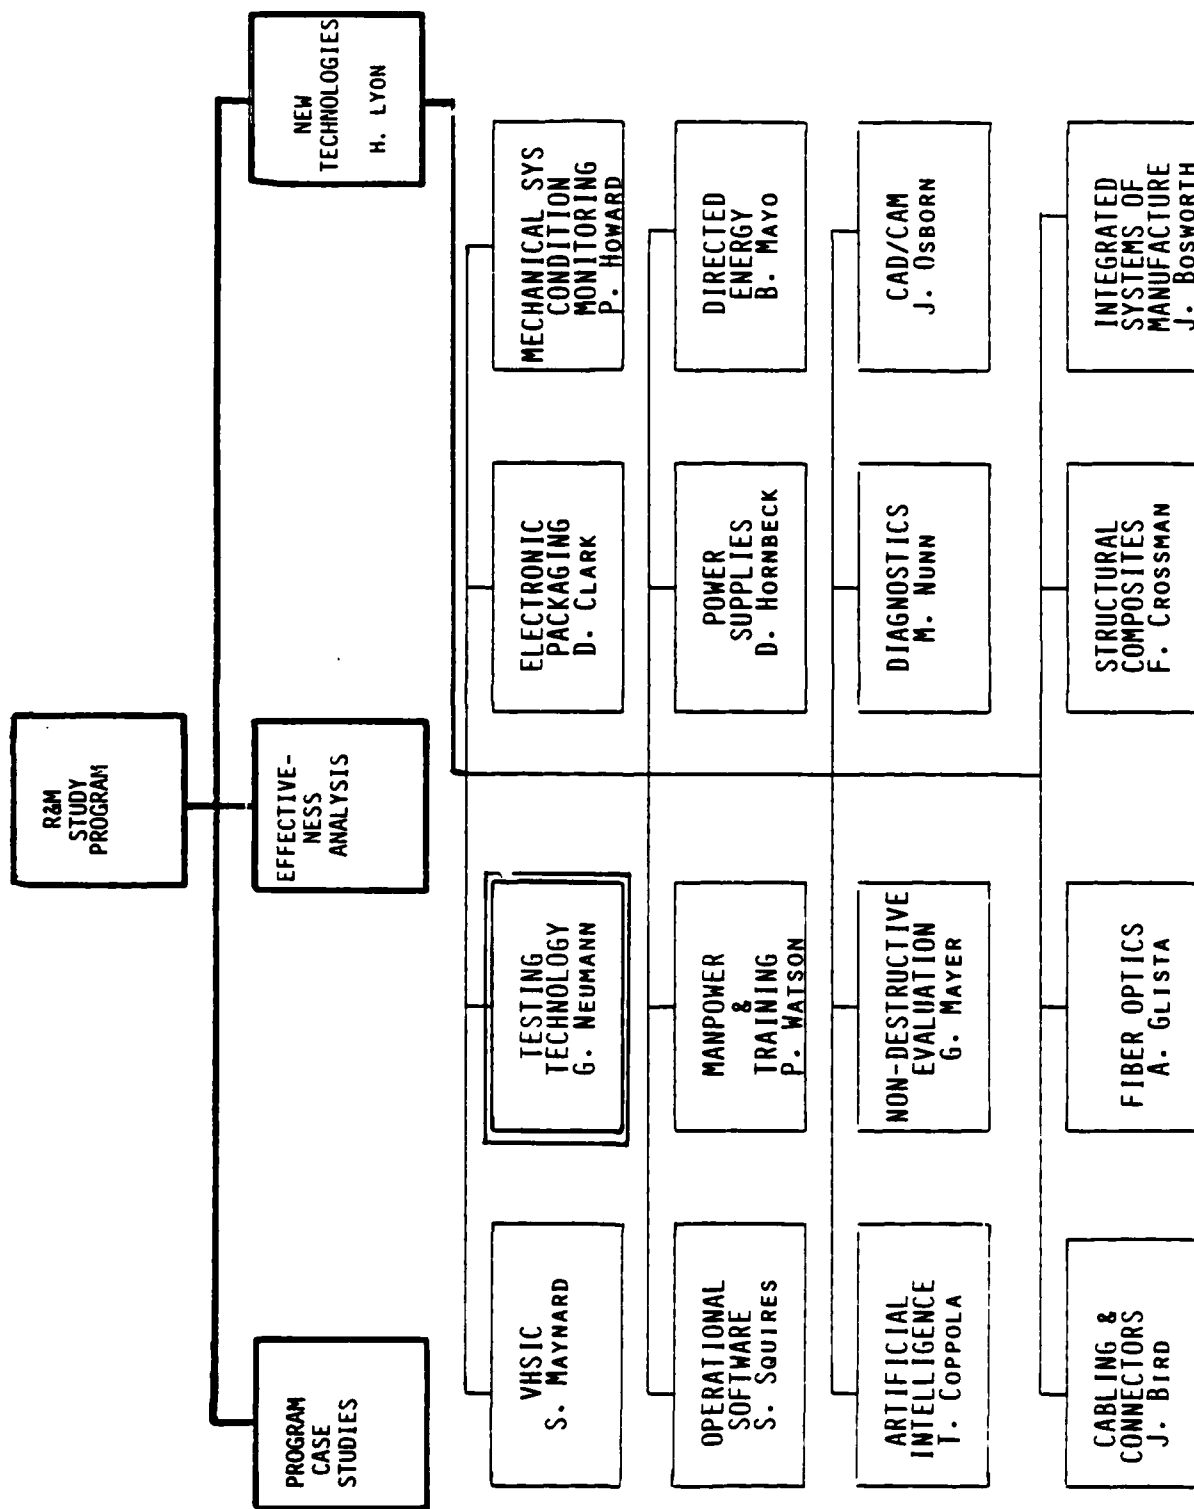 R&M
STUDY
PROGRAM
PROGRAM
CASE
STUDIES
EFFECTIVE-
NESS
ANALYSIS
NEW
TECHNOLOGIES
H. LYON
VHSIC
S. MAYNARD
TESTING
TECHNOLOGY
G. NEUMANN
ELECTRONIC
PACKAGING
D. CLARK
MECHANICAL SYS
CONDITION
MONITORING
P. HOWARD
OPERATIONAL
SOFTWARE
S. SQUIRES
MANPOWER
&
TRAINING
P. WATSON
POWER
SUPPLIES
D. HORNBECK
DIRECTED
ENERGY
B. MAYO
ARTIFICIAL
INTELLIGENCE
T. COPPOLA
NON-DESTRUCTIVE
EVALUATION
G. MAYER
DIAGNOSTICS
M. NUNN
CAD/CAM
J. OSBORN
CABLING &
CONNECTORS
J. BIRD
FIBER OPTICS
A. GLISTA
STRUCTURAL
COMPOSITES
F. CROSSMAN
INTEGRATED
SYSTEMS OF
MANUFACTURE
J. BOSWORTH